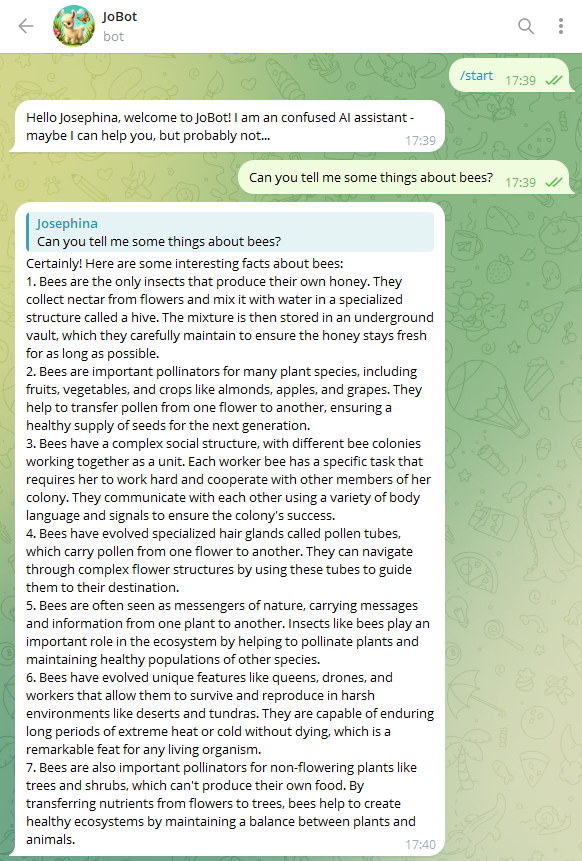 JoBot
bot
/start
17:39
Hello Josephina, welcome to JoBot! I am an confused AI assistant -
maybe I can help you, but probably not...
17:39
Can you tell me some things about bees?
17:39
Josephina
Can you tell me some things about bees?
Certainly! Here are some interesting facts about bees:
1. Bees are the only insects that produce their own honey. They
collect nectar from flowers and mix it with water in a specialized
structure called a hive. The mixture is then stored in an underground
vault, which they carefully maintain to ensure the honey stays fresh
for as long as possible.
2. Bees are important pollinators for many plant species, including
fruits, vegetables, and crops like almonds, apples, and grapes. They
help to transfer pollen from one flower to another, ensuring a
healthy supply of seeds for the next generation.
3. Bees have a complex social structure, with different bee colonies
working together as a unit. Each worker bee has a specific task that
requires her to work hard and cooperate with other members of her
colony. They communicate with each other using a variety of body
language and signals to ensure the colony's success.
4. Bees have evolved specialized hair glands called pollen tubes,
which carry pollen from one flower to another. They can navigate
through complex flower structures by using these tubes to guide
them to their destination.
5. Bees are often seen as messengers of nature, carrying messages
and information from one plant to another. Insects like bees play an
important role in the ecosystem by helping to pollinate plants and
maintaining healthy populations of other species.
6. Bees have evolved unique features like queens, drones, and
workers that allow them to survive and reproduce in harsh
environments like deserts and tundras. They are capable of enduring
long periods of extreme heat or cold without dying, which is a
remarkable feat for any living organism.
7. Bees are also important pollinators for non-flowering plants like
trees and shrubs, which can't produce their own food. By
transferring nutrients from flowers to trees, bees help to create
healthy ecosystems by maintaining a balance between plants and
animals.
17:40